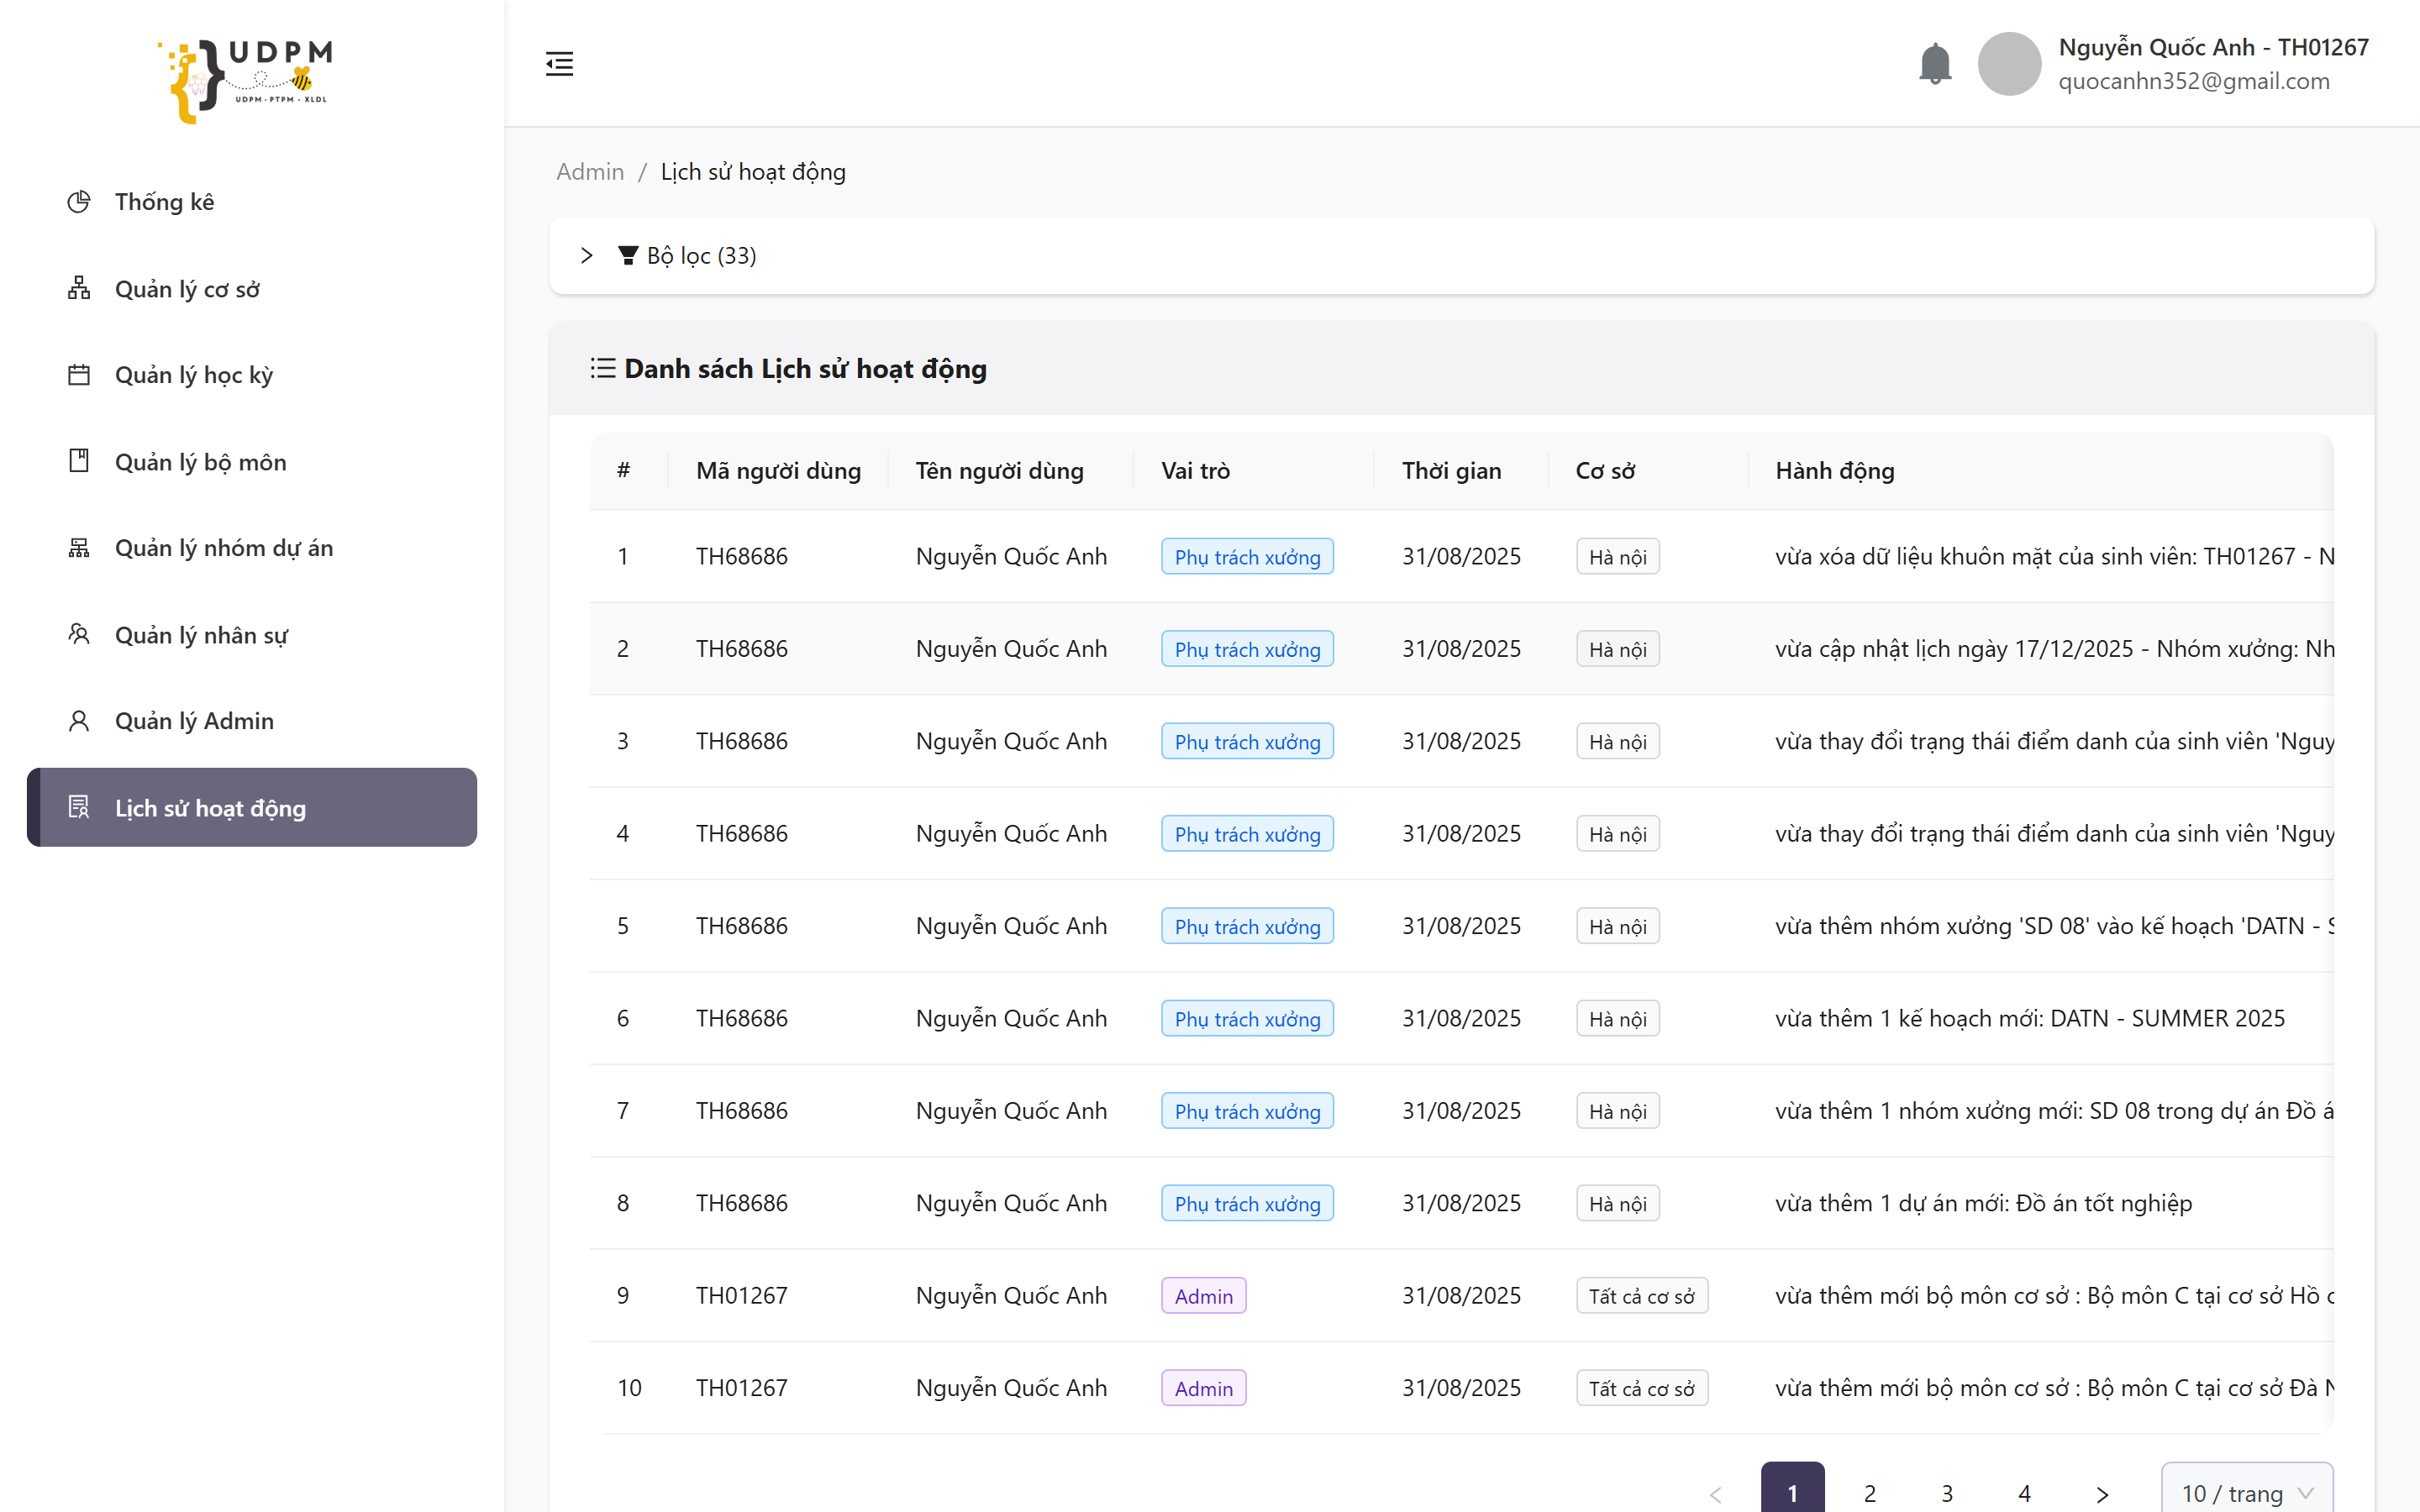 UDPM
UDPM - PTPM - XLDL
Nguyễn Quốc Anh - TH01267
quocanhn352@gmail.com
Thống kê
Quản lý cơ sở
Quản lý học kỳ
Quản lý bộ môn
Quản lý nhóm dự án
Quản lý nhân sự
Quản lý Admin
Lịch sử hoạt động
Admin / Lịch sử hoạt động
Bộ lọc (33)
Danh sách Lịch sử hoạt động
# Mã người dùng Tên người dùng Vai trò Thời gian Cơ sở Hành động
1 TH68686 Nguyễn Quốc Anh Phụ trách xưởng 31/08/2025 Hà nội vừa xóa dữ liệu khuôn mặt của sinh viên: TH01267 - N
2 TH68686 Nguyễn Quốc Anh Phụ trách xưởng 31/08/2025 Hà nội vừa cập nhật lịch ngày 17/12/2025 - Nhóm xưởng: Nh
3 TH68686 Nguyễn Quốc Anh Phụ trách xưởng 31/08/2025 Hà nội vừa thay đổi trạng thái điểm danh của sinh viên 'Nguy
4 TH68686 Nguyễn Quốc Anh Phụ trách xưởng 31/08/2025 Hà nội vừa thay đổi trạng thái điểm danh của sinh viên 'Nguy
5 TH68686 Nguyễn Quốc Anh Phụ trách xưởng 31/08/2025 Hà nội vừa thêm nhóm xưởng 'SD 08' vào kế hoạch 'DATN - S
6 TH68686 Nguyễn Quốc Anh Phụ trách xưởng 31/08/2025 Hà nội vừa thêm 1 kế hoạch mới: DATN - SUMMER 2025
7 TH68686 Nguyễn Quốc Anh Phụ trách xưởng 31/08/2025 Hà nội vừa thêm 1 nhóm xưởng mới: SD 08 trong dự án Đồ á
8 TH68686 Nguyễn Quốc Anh Phụ trách xưởng 31/08/2025 Hà nội vừa thêm 1 dự án mới: Đồ án tốt nghiệp
9 TH01267 Nguyễn Quốc Anh Admin 31/08/2025 Tất cả cơ sở vừa thêm mới bộ môn cơ sở : Bộ môn C tại cơ sở Hồ c
10 TH01267 Nguyễn Quốc Anh Admin 31/08/2025 Tất cả cơ sở vừa thêm mới bộ môn cơ sở : Bộ môn C tại cơ sở Đà N
< 1 2 3 4 > 10 / trang